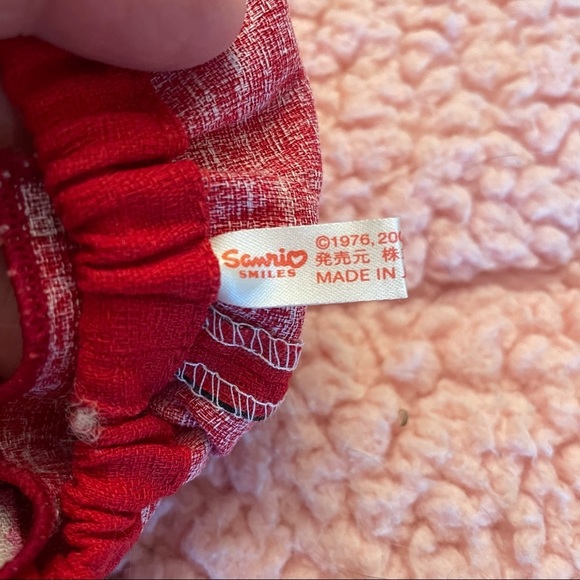 Sanrio
SMILES
©1976, 20
発売元 株
MADE IN